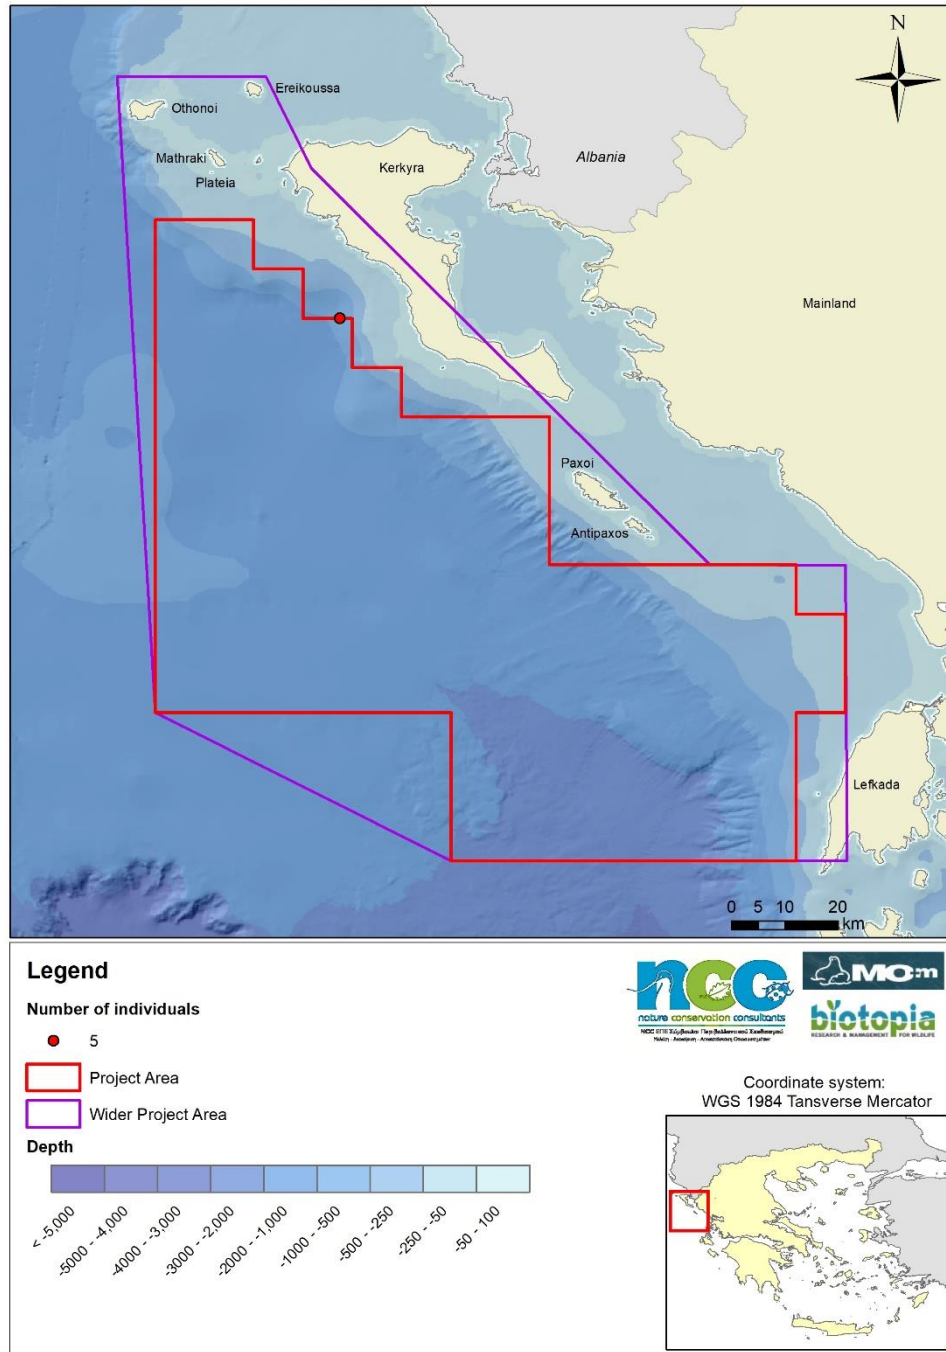 N
Ereikoussa
Othonoi
Albania
Mathraki
Kerkyra
Plateia
Mainland
Paxoi
Antipaxos
Lefkada
0 5 10 20
km
Legend
Number of individuals
5
Project Area
Wider Project Area
Depth
< -5,000
-5000 - -4,000
-4000 - -3,000
-3000 - -2,000
-2000 - -1,000
-1000 - -500
-500 - -250
-250 - -50
-50 - 100
ncc
nature conservation consultants
MOm
biotopia
RESEARCH & MANAGEMENT FOR WILDLIFE
Coordinate system:
WGS 1984 Tansverse Mercator